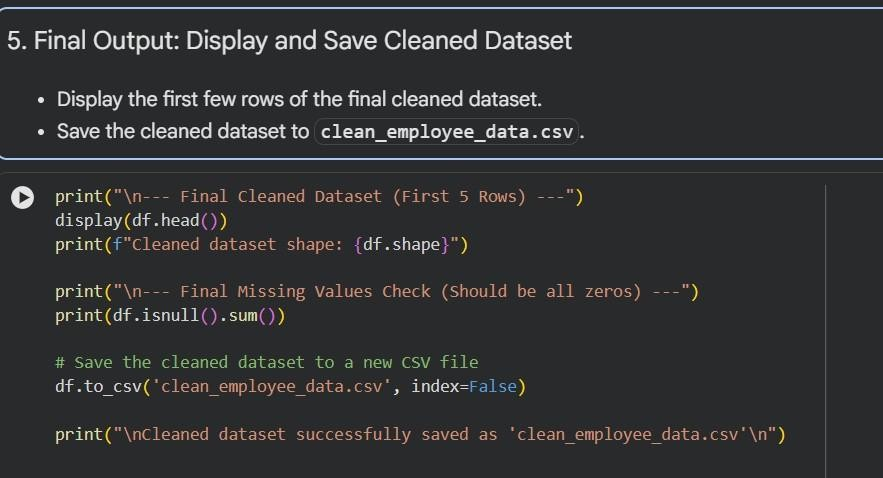 5. Final Output: Display and Save Cleaned Dataset
• Display the first few rows of the final cleaned dataset.
• Save the cleaned dataset to clean_employee_data.csv.
print("\n--- Final Cleaned Dataset (First 5 Rows) ---")
display(df.head())
print(f"Cleaned dataset shape: {df.shape}")
print("\n--- Final Missing Values Check (Should be all zeros) ---")
print(df.isnull().sum())
# Save the cleaned dataset to a new CSV file
df.to_csv('clean_employee_data.csv', index=False)
print("\nCleaned dataset successfully saved as 'clean_employee_data.csv'\n")